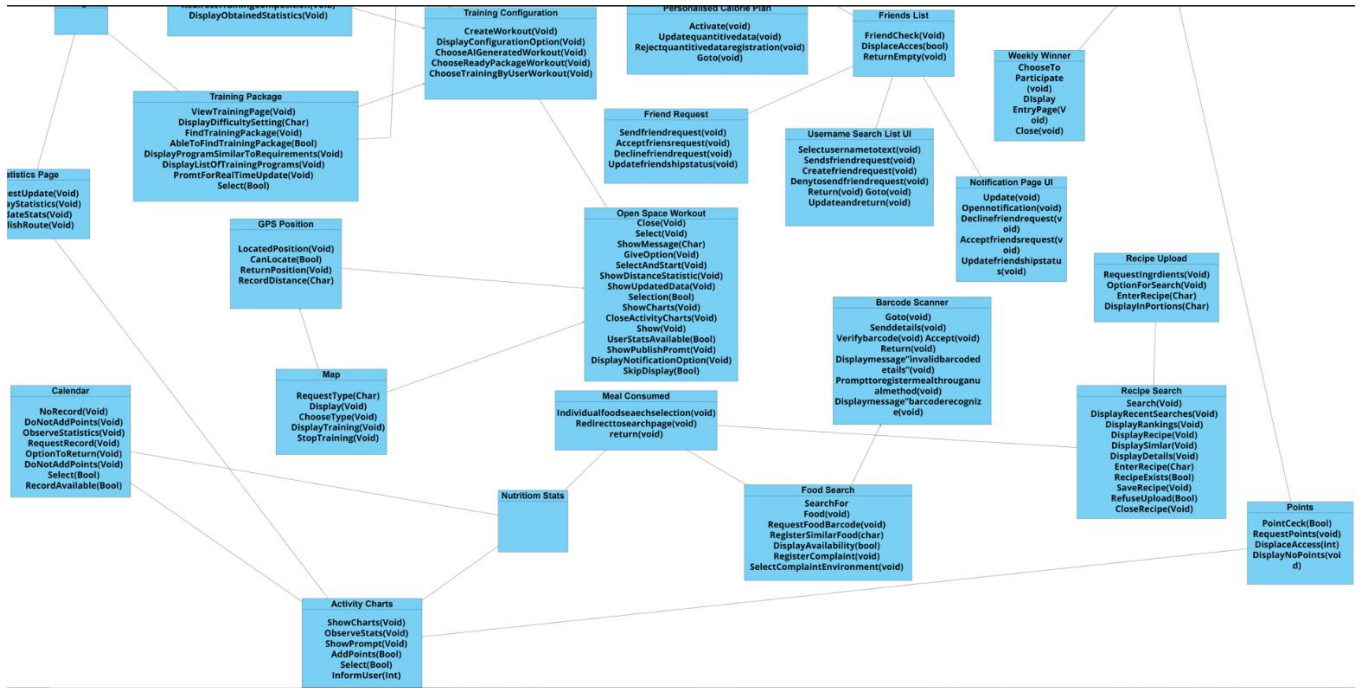 DisplayObtainedStatistics(Void)
Training Configuration
CreateWorkout(Void)
DisplayConfigurationOption(Void)
ChooseAIGeneratedWorkout(Void)
ChooseReadyPackageWorkout(Void)
ChooseTrainingByUserWorkout(Void)
Personalised Calorie Plan
Activate(void)
Updatequantitivedata(void)
Rejectquantitivedataregistration(void)
Goto(void)
Friends List
FriendCheck(Void)
DisplaceAcces(bool)
ReturnEmpty(void)
Weekly Winner
ChooseTo
Participate
(void)
DIsplay
EntryPage(V
oid)
Close(void)
Training Package
ViewTrainingPage(Void)
DisplayDifficultySetting(Char)
FindTrainingPackage(Void)
AbleToFindTrainingPackage(Bool)
DisplayProgramSimilarToRequirements(Void)
DisplayListOfTrainingPrograms(Void)
PromtForRealTimeUpdate(Void)
Select(Bool)
Friend Request
Sendfriendrequest(void)
Acceptfriensrequest(void)
Declinefriendrequest(void)
Updatefriendshipstatus(void)
Username Search List UI
Selectusernametotext(void)
Sendsfriendrequest(void)
Createfriendrequest(void)
Denytosendfriendrequest(void)
Return(void) Goto(void)
Updateandreturn(void)
Notification Page UI
Update(void)
Opennotification(void)
Declinefriendrequest(v
oid)
Acceptfriendsrequest(v
oid)
Updatefriendshipstatu
s(void)
atistics Page
estUpdate(Void)
ayStatistics(Void)
dateStats(Void)
lishRoute(Void)
GPS Position
LocatedPosition(Void)
CanLocate(Bool)
ReturnPosition(Void)
RecordDistance(Char)
Open Space Workout
Close(Void)
Select(Void)
ShowMessage(Char)
GiveOption(Void)
SelectAndStart(Void)
ShowDistanceStatistic(Void)
ShowUpdatedData(Void)
Selection(Bool)
ShowCharts(Void)
CloseActivityCharts(Void)
Show(Void)
UserStatsAvailable(Bool)
ShowPublishPromt(Void)
DisplayNotificationOption(Void)
SkipDisplay(Bool)
Recipe Upload
RequestIngrdients(Void)
OptionForSearch(Void)
EnterRecipe(Char)
DisplayInPortions(Char)
Barcode Scanner
Goto(void)
Senddetails(void)
Verifybarcode(void) Accept(void)
Return(void)
Displaymessage"invalidbarcoded
etails"(void)
Prompttoregistermealthrouganu
almethod(void)
Displaymessage"barcoderecogniz
e(void)
Map
RequestType(Char)
Display(Void)
ChooseType(Void)
DisplayTraining(Void)
StopTraining(Void)
Calendar
NoRecord(Void)
DoNotAddPoints(Void)
ObserveStatistics(Void)
RequestRecord(Void)
OptionToReturn(Void)
DoNotAddPoints(Void)
Select(Bool)
RecordAvailable(Bool)
Meal Consumed
Individualfoodseaechselection(void)
Redirecttosearchpage(void)
return(void)
Recipe Search
Search(Void)
DisplayRecentSearches(Void)
DisplayRankings(Void)
DisplayRecipe(Void)
DisplaySimlar(Void)
DisplayDetails(Void)
EnterRecipe(Char)
RecipeExists(Bool)
SaveRecipe(Void)
RefuseUpload(Bool)
CloseRecipe(Void)
Nutritiom Stats
Food Search
SearchFor
Food(void)
RequestFoodBarcode(void)
RegisterSimilarFood(char)
DisplayAvailability(bool)
RegisterComplaint(void)
SelectComplaintEnvironment(void)
Points
PointCeck(Bool)
RequestPoints(void)
DisplaceAccess(int)
DisplayNoPoints(voi
d)
Activity Charts
ShowCharts(Void)
ObserveStats(Void)
ShowPrompt(Void)
AddPoints(Bool)
Select(Bool)
InformUser(Int)